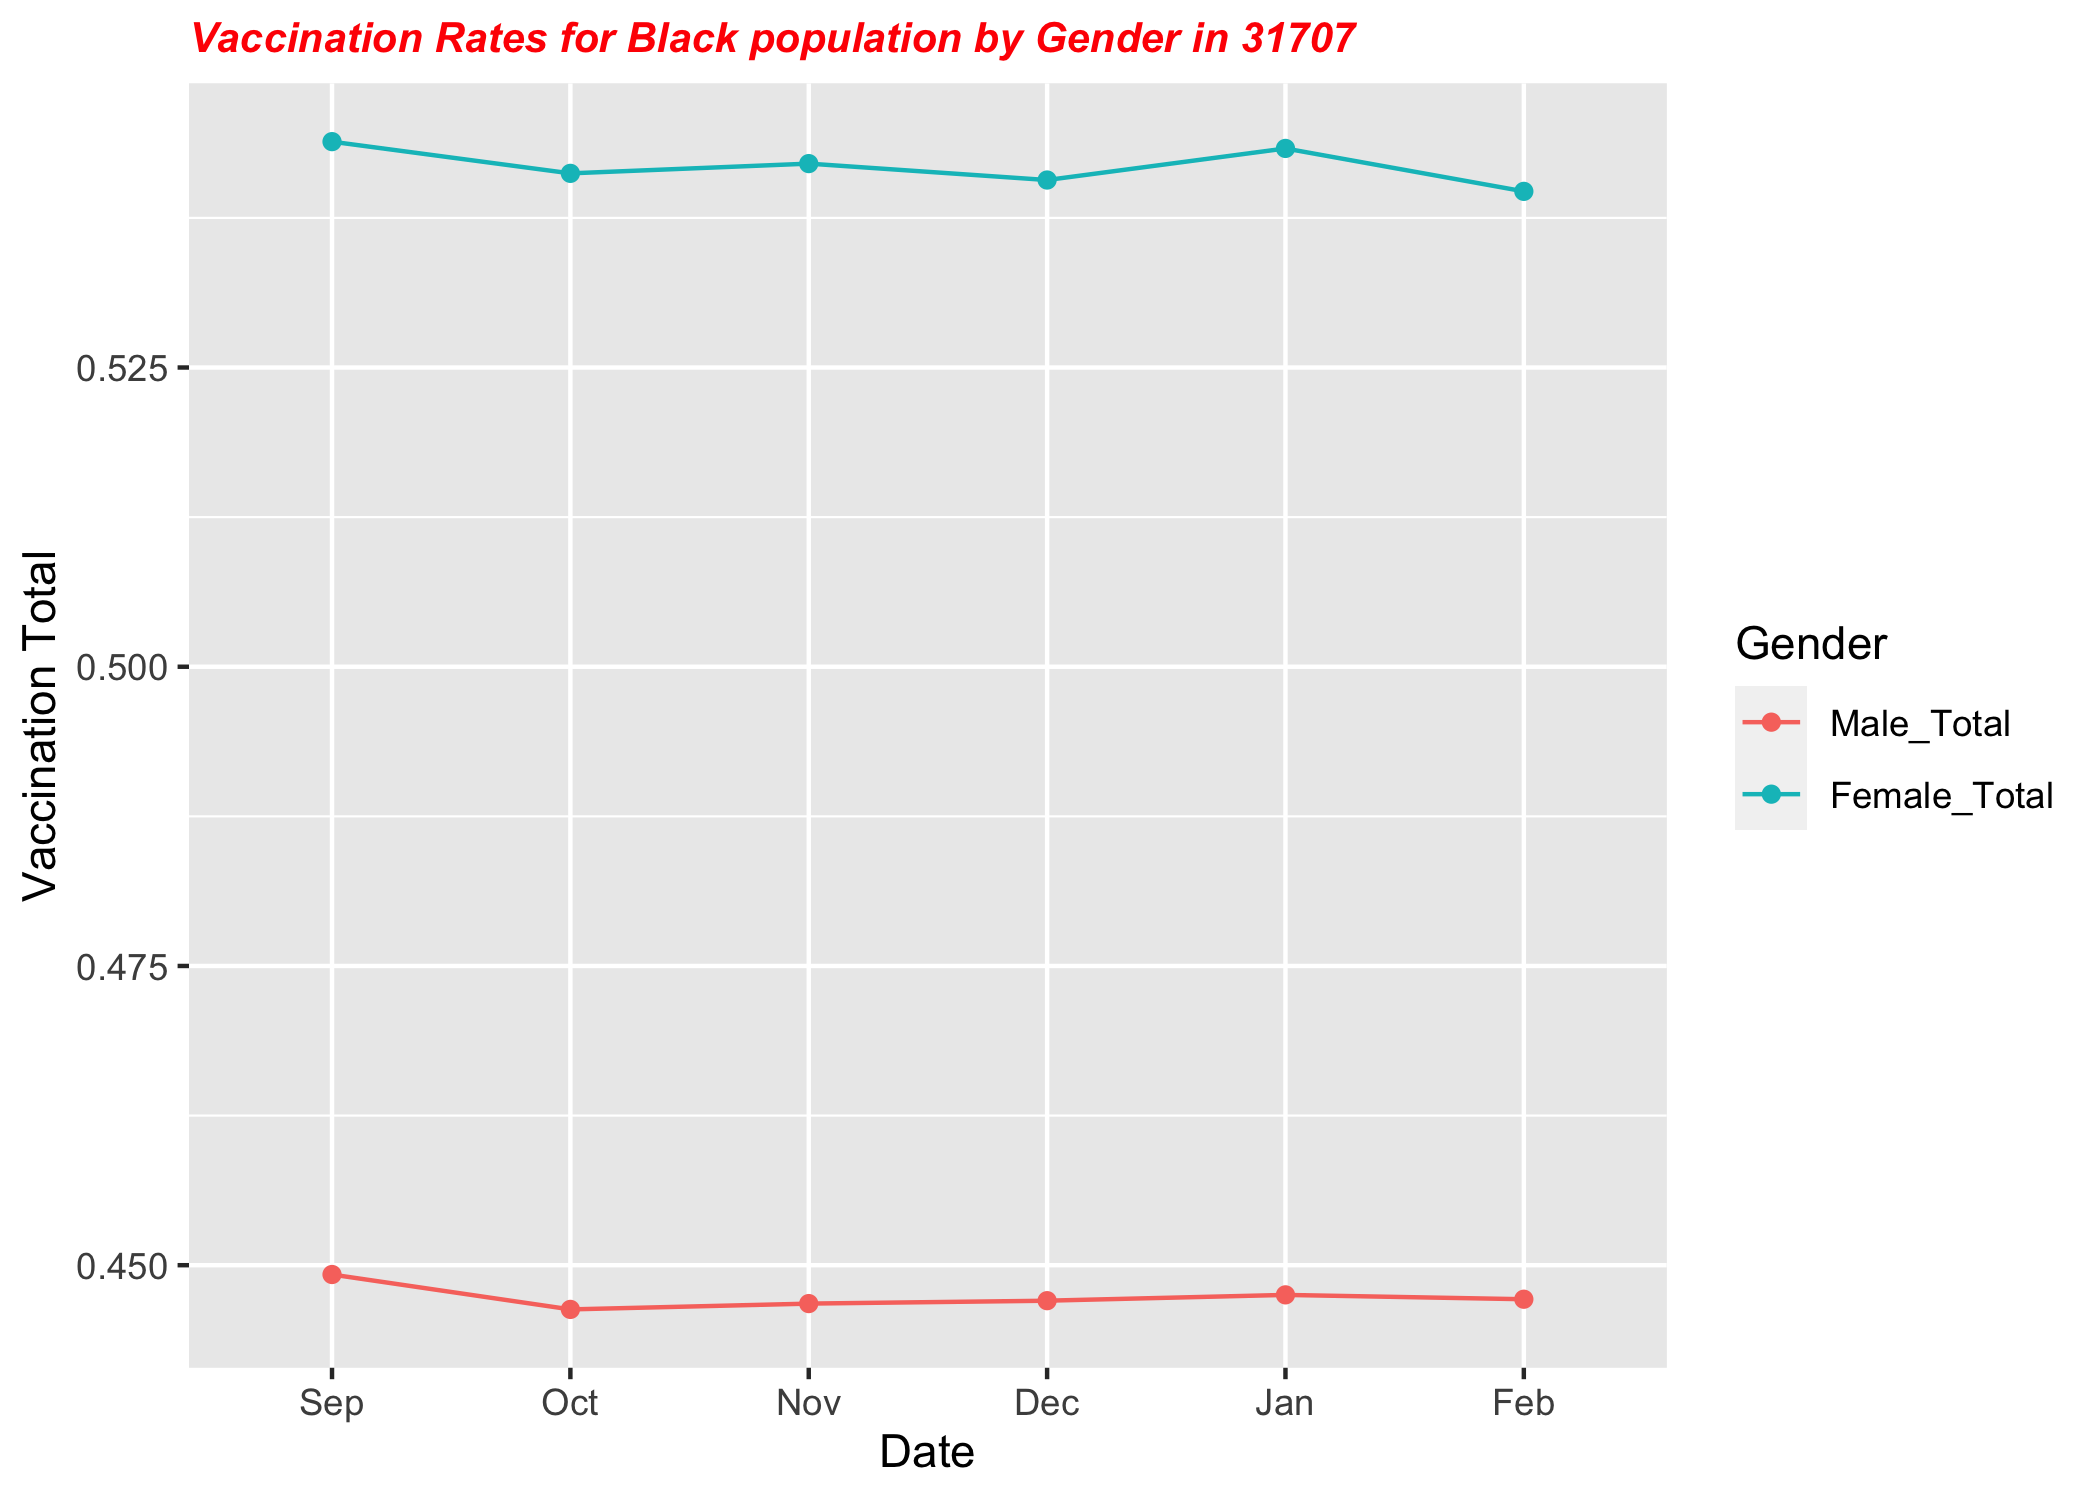 Vaccination Rates for Black population by Gender in 31707
Vaccination Total
0.525
0.500
0.475
0.450
Sep Oct Nov Dec Jan Feb
Date
Gender
Male_Total
Female_Total